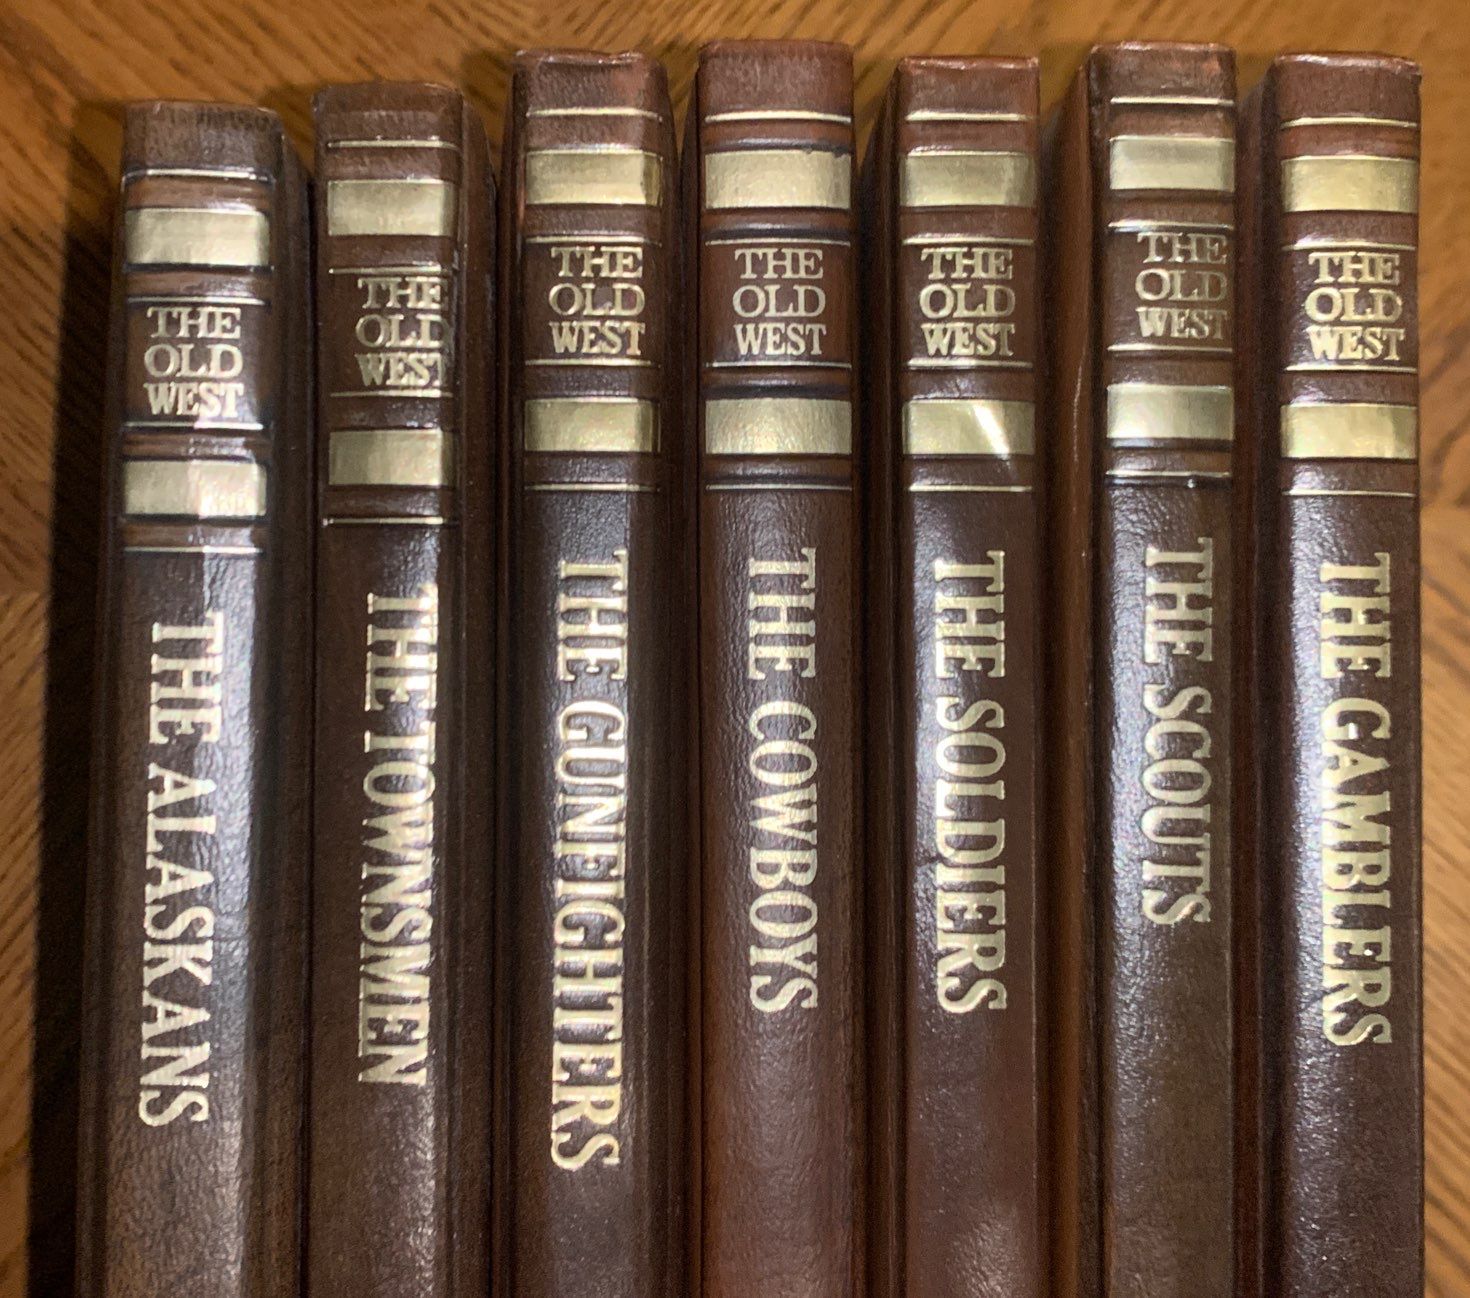 THE
OLD
WEST
THE ALASKANS
THE
OLD
WEST
THE TOWNSMEN
THE
OLD
WEST
THE GUNFIGHTERS
THE
OLD
WEST
THE COWBOYS
THE
OLD
WEST
THE SOLDIERS
THE
OLD
WEST
THE SCOUTS
THE
OLD
WEST
THE GAMBLERS